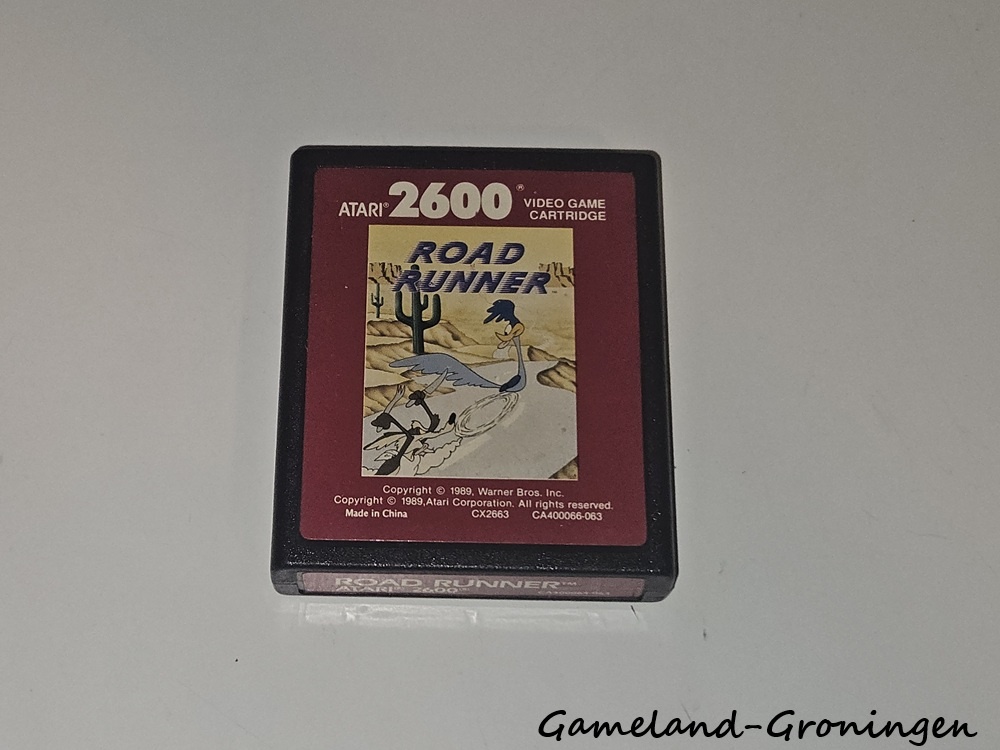 ATARI® 2600® VIDEO GAME CARTRIDGE
ROAD
RUNNER
Copyright © 1989, Warner Bros. Inc.
Copyright © 1989, Atari Corporation. All rights reserved.
Made in China CX2663 CA400066-063
ROAD RUNNER™
ATARI® 2600™
Gameland-Groningen